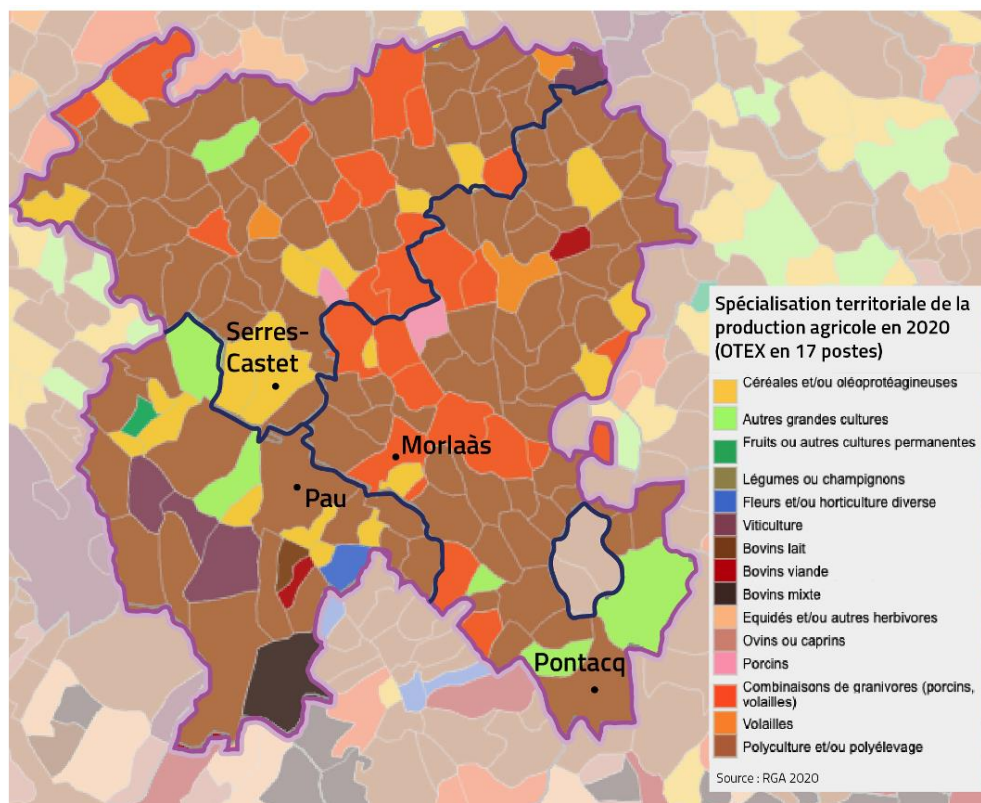 Serres-
Castet
Morlaàs
Pau
Pontacq
Spécialisation territoriale de la
production agricole en 2020
(OTEX en 17 postes)
Céréales et/ou oléoprotéagineuses
Autres grandes cultures
Fruits ou autres cultures permanentes
Légumes ou champignons
Fleurs et/ou horticulture diverse
Viticulture
Bovins lait
Bovins viande
Bovins mixte
Equidés et/ou autres herbivores
Ovins ou caprins
Porcins
Combinaisons de granivores (porcins,
volailles)
Volailles
Polyculture et/ou polyélevage
Source : RGA 2020